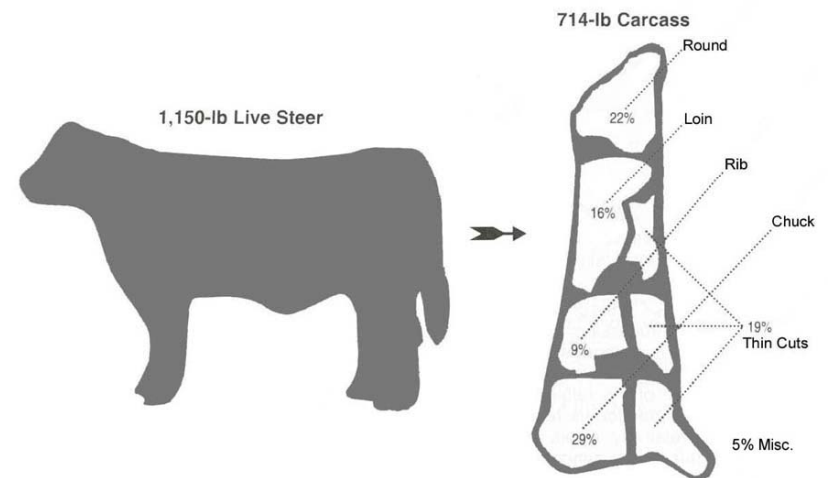 714-lb Carcass
1,150-lb Live Steer
Round
22%
Loin
16%
Rib
Chuck
9%
19%
Thin Cuts
29%
5% Misc.